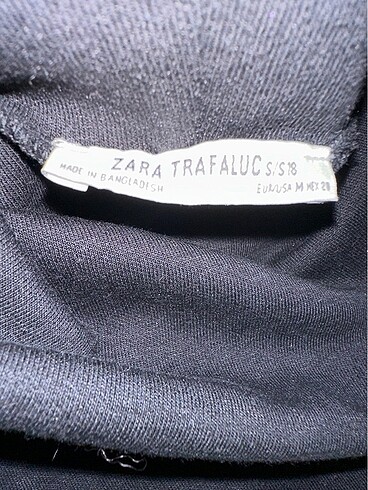 ZARA TRAFALUC S/S18
MADE IN BANGLADESH
EUR/USA M MEX 28